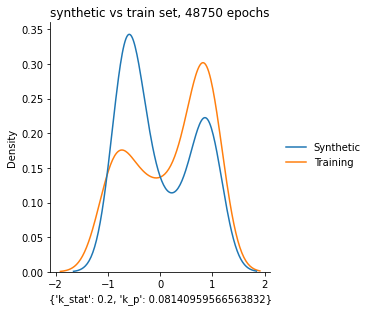 synthetic vs train set, 48750 epochs
0.35
0.30
0.25
0.20
0.15
0.10
0.05
0.00
Density
−2
−1
0
1
2
{'k_stat': 0.2, 'k_p': 0.08140959566563832}
Synthetic
Training